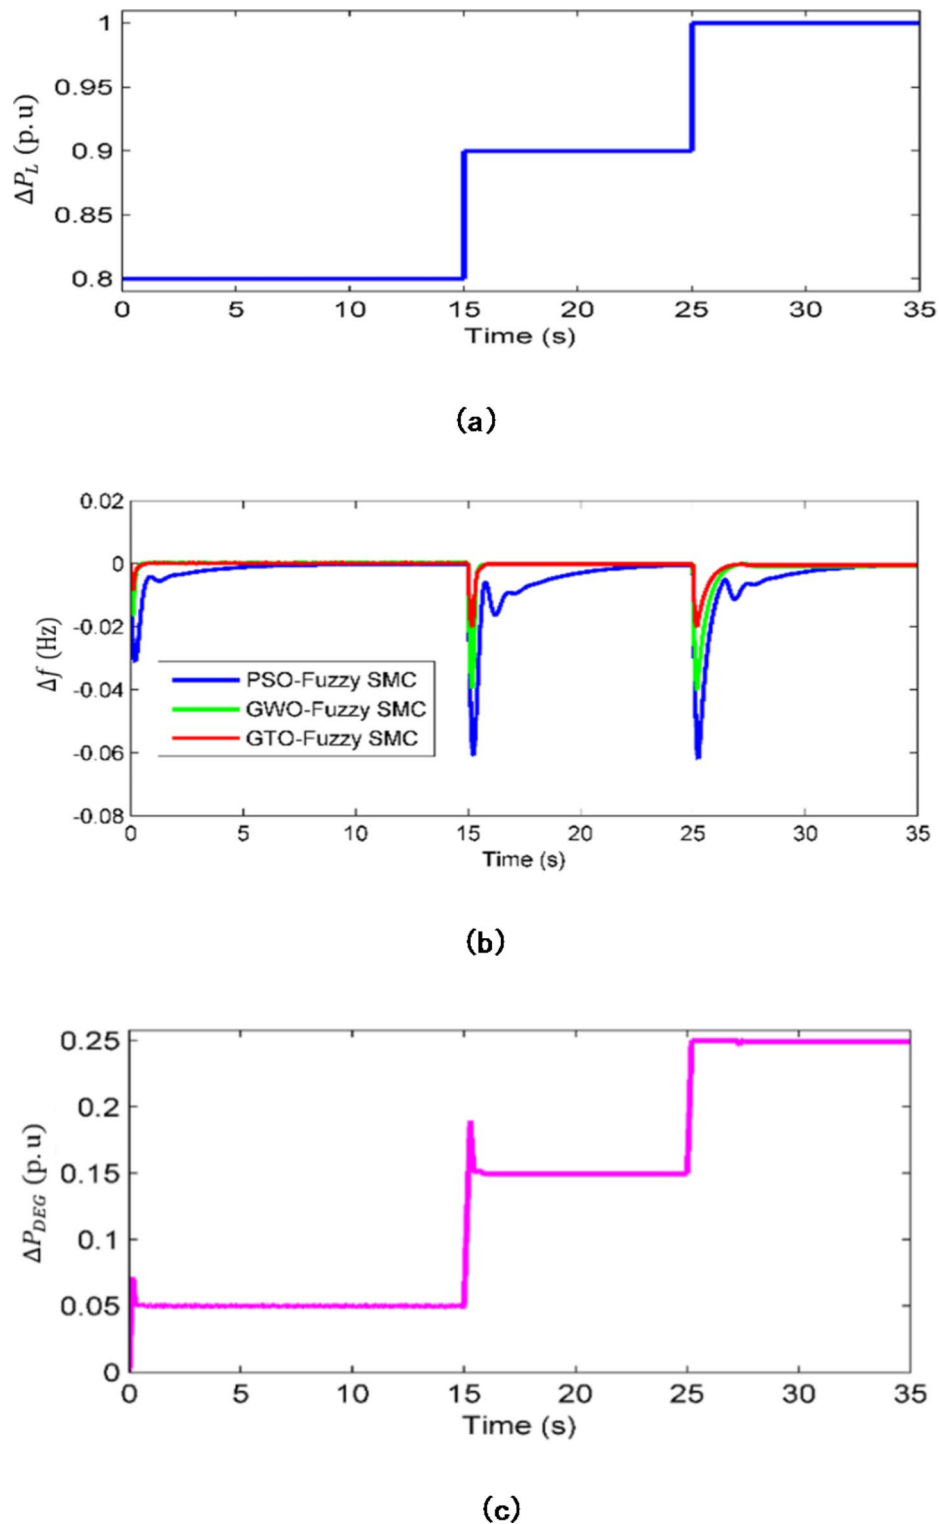 1
0.95
0.9
0.85
0.8
ΔP_L (p.u)
0 5 10 15 20 25 30 35
Time (s)
(a)
0.02
0
-0.02
-0.04
-0.06
-0.08
Δf (Hz)
PSO-Fuzzy SMC
GWO-Fuzzy SMC
GTO-Fuzzy SMC
0 5 10 15 20 25 30 35
Time (s)
(b)
0.25
0.2
0.15
0.1
0.05
0
ΔP_DEG (p.u)
0 5 10 15 20 25 30 35
Time (s)
(c)